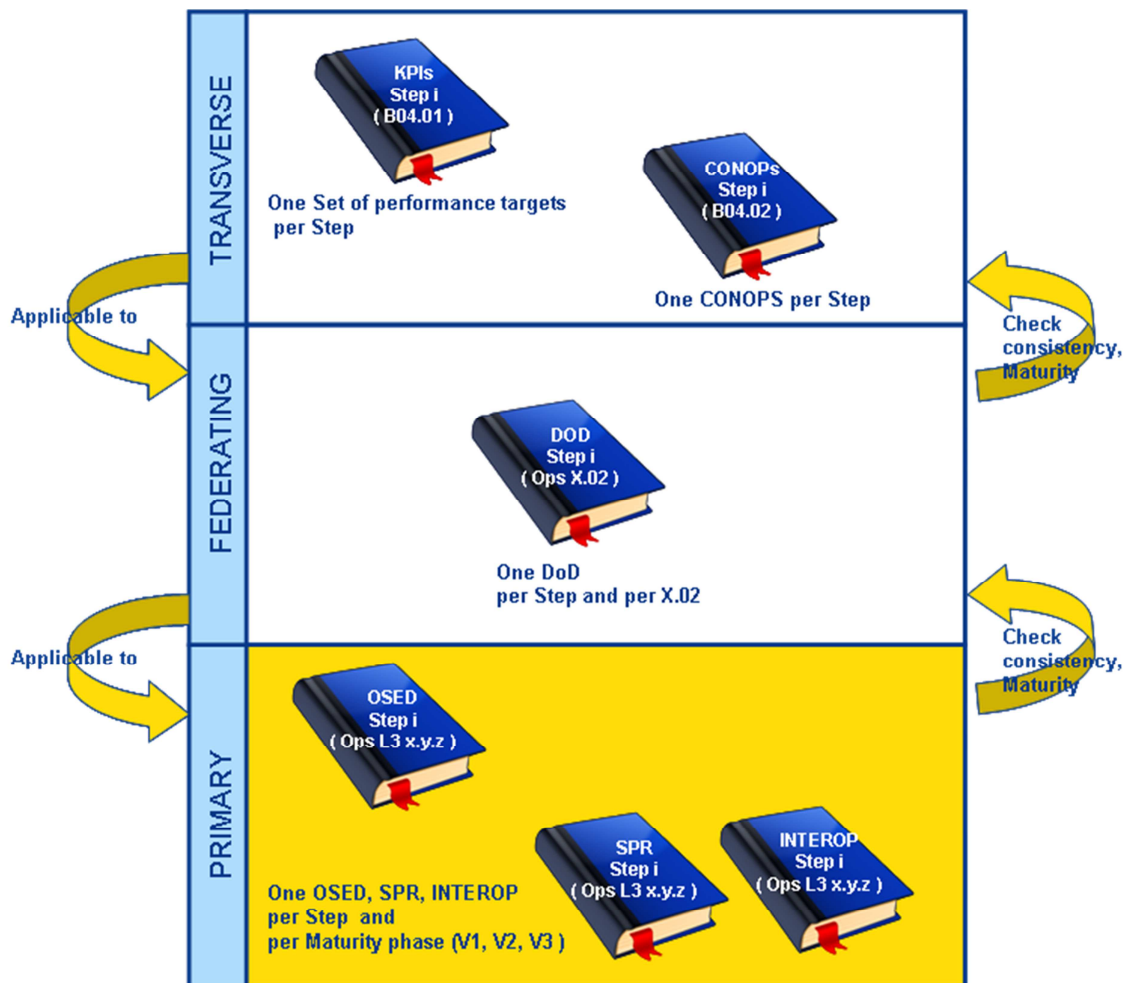 TRANSVERSE
KPIs
Step i
( B04.01 )
One Set of performance targets
per Step
CONOPs
Step i
( B04.02 )
One CONOPS per Step
Applicable to
Check
consistency,
Maturity
FEDERATING
DOD
Step i
( Ops X.02 )
One DoD
per Step and per X.02
Applicable to
Check
consistency,
Maturity
PRIMARY
OSED
Step i
( Ops L3 x.y.z )
SPR
Step i
( Ops L3 x.y.z )
INTEROP
Step i
( Ops L3 x.y.z )
One OSED, SPR, INTEROP
per Step and
per Maturity phase (V1, V2, V3 )